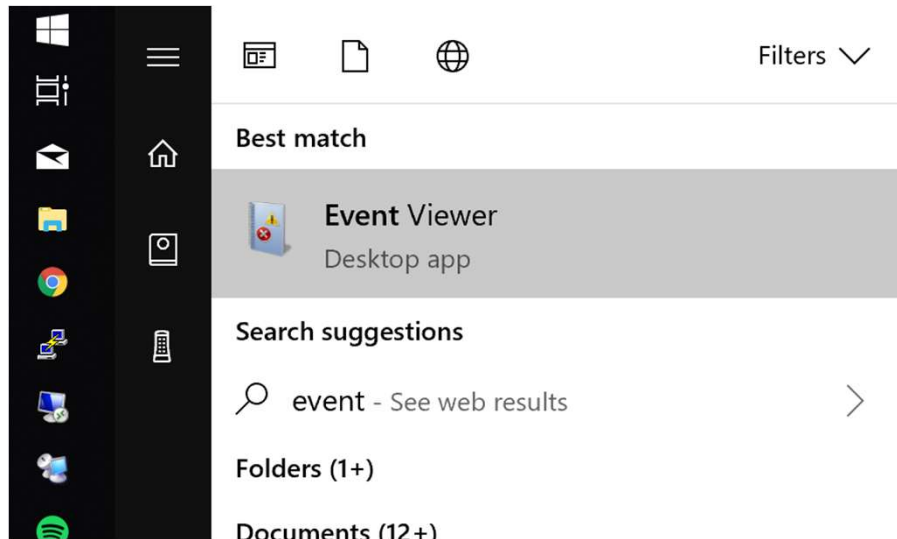 Filters
Best match
Event Viewer
Desktop app
Search suggestions
event - See web results
Folders (1+)
Documents (12+)